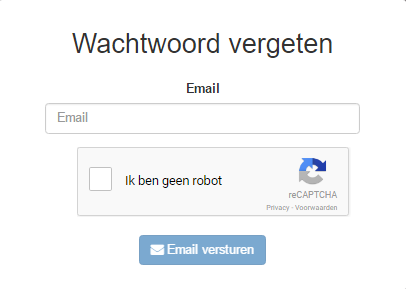 Wachtwoord vergeten
Email
Email
Ik ben geen robot
reCAPTCHA
Privacy - Voorwaarden
Email versturen